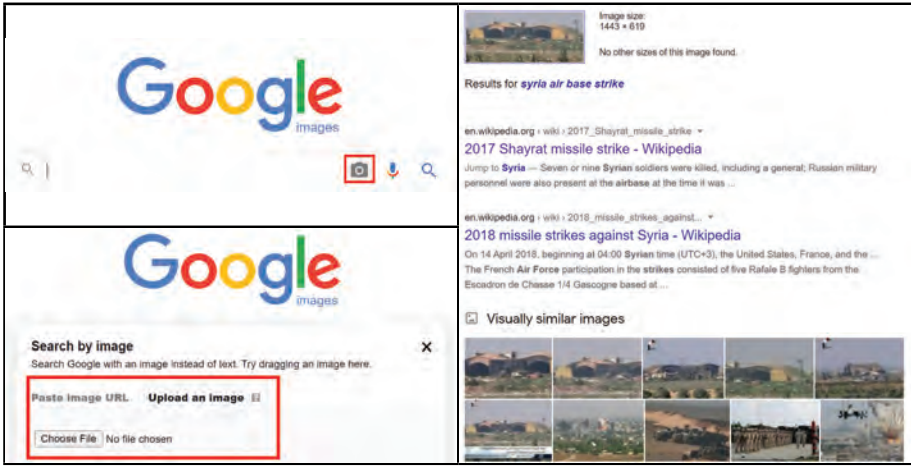 Google
images
Google
images
Search by image
Search Google with an image instead of text. Try dragging an image here.
Paste image URL Upload an image
Choose File No file chosen
Image size:
1443 × 619
No other sizes of this image found.
Results for syria air base strike
en.wikipedia.org › wiki › 2017_Shayrat_missile_strike
2017 Shayrat missile strike - Wikipedia
Jump to Syria — Seven or nine Syrian soldiers were killed, including a general; Russian military
personnel were also present at the airbase at the time it was ...
en.wikipedia.org › wiki › 2018_missile_strikes_against...
2018 missile strikes against Syria - Wikipedia
On 14 April 2018, beginning at 04:00 Syrian time (UTC+3), the United States, France, and the ...
The French Air Force participation in the strikes consisted of five Rafale B fighters from the
Escadron de Chasse 1/4 Gascogne based at ...
Visually similar images